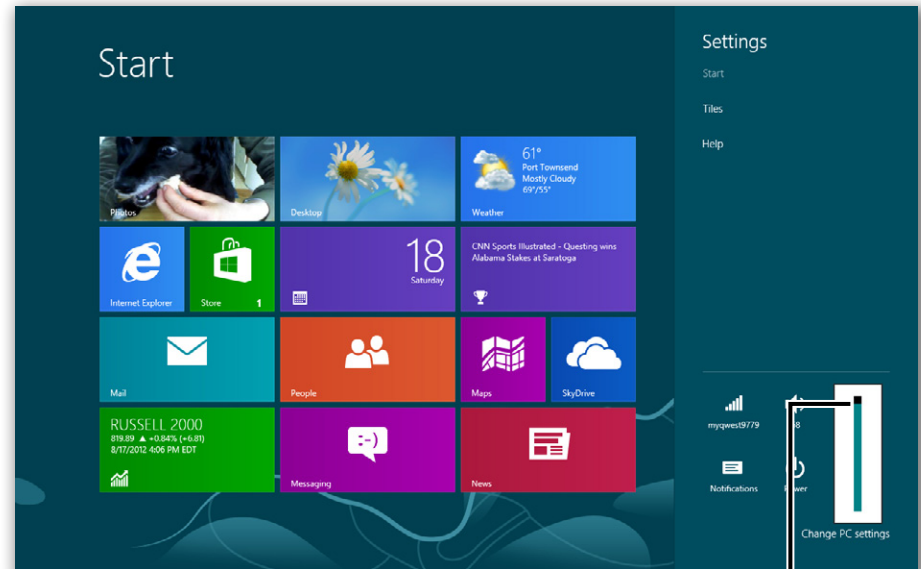 Start
Settings
Start
Tiles
Help
Photos
Desktop
61°
Port Townsend
Mostly Cloudy
69°/55°
Weather
Internet Explorer
Store
1
18
Saturday
CNN Sports Illustrated - Questing wins
Alabama Stakes at Saratoga
Mail
People
Maps
SkyDrive
RUSSELL 2000
819.89 ▲ +0.84% (+6.81)
8/17/2012 4:06 PM EDT
:-)
Messaging
News
myqwest9779
Notifications
Power
Change PC settings